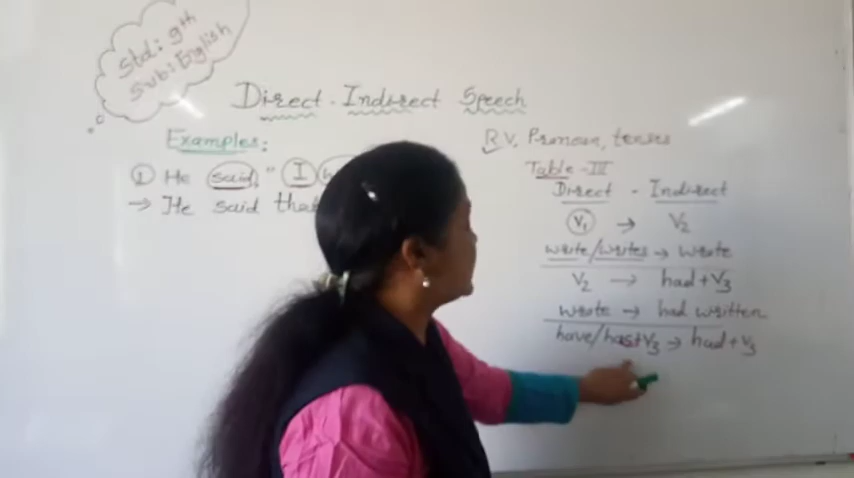 Std: 9th
Sub: English
Direct - Indirect Speech
Examples:
① He said, " I
→ He said that
R.V, Pronoun, tenses
Table - III
Direct - Indirect
V1 → V2
write/writes → wrote
V2 → had + V3
wrote → had written
have/has+V3 → had + V3